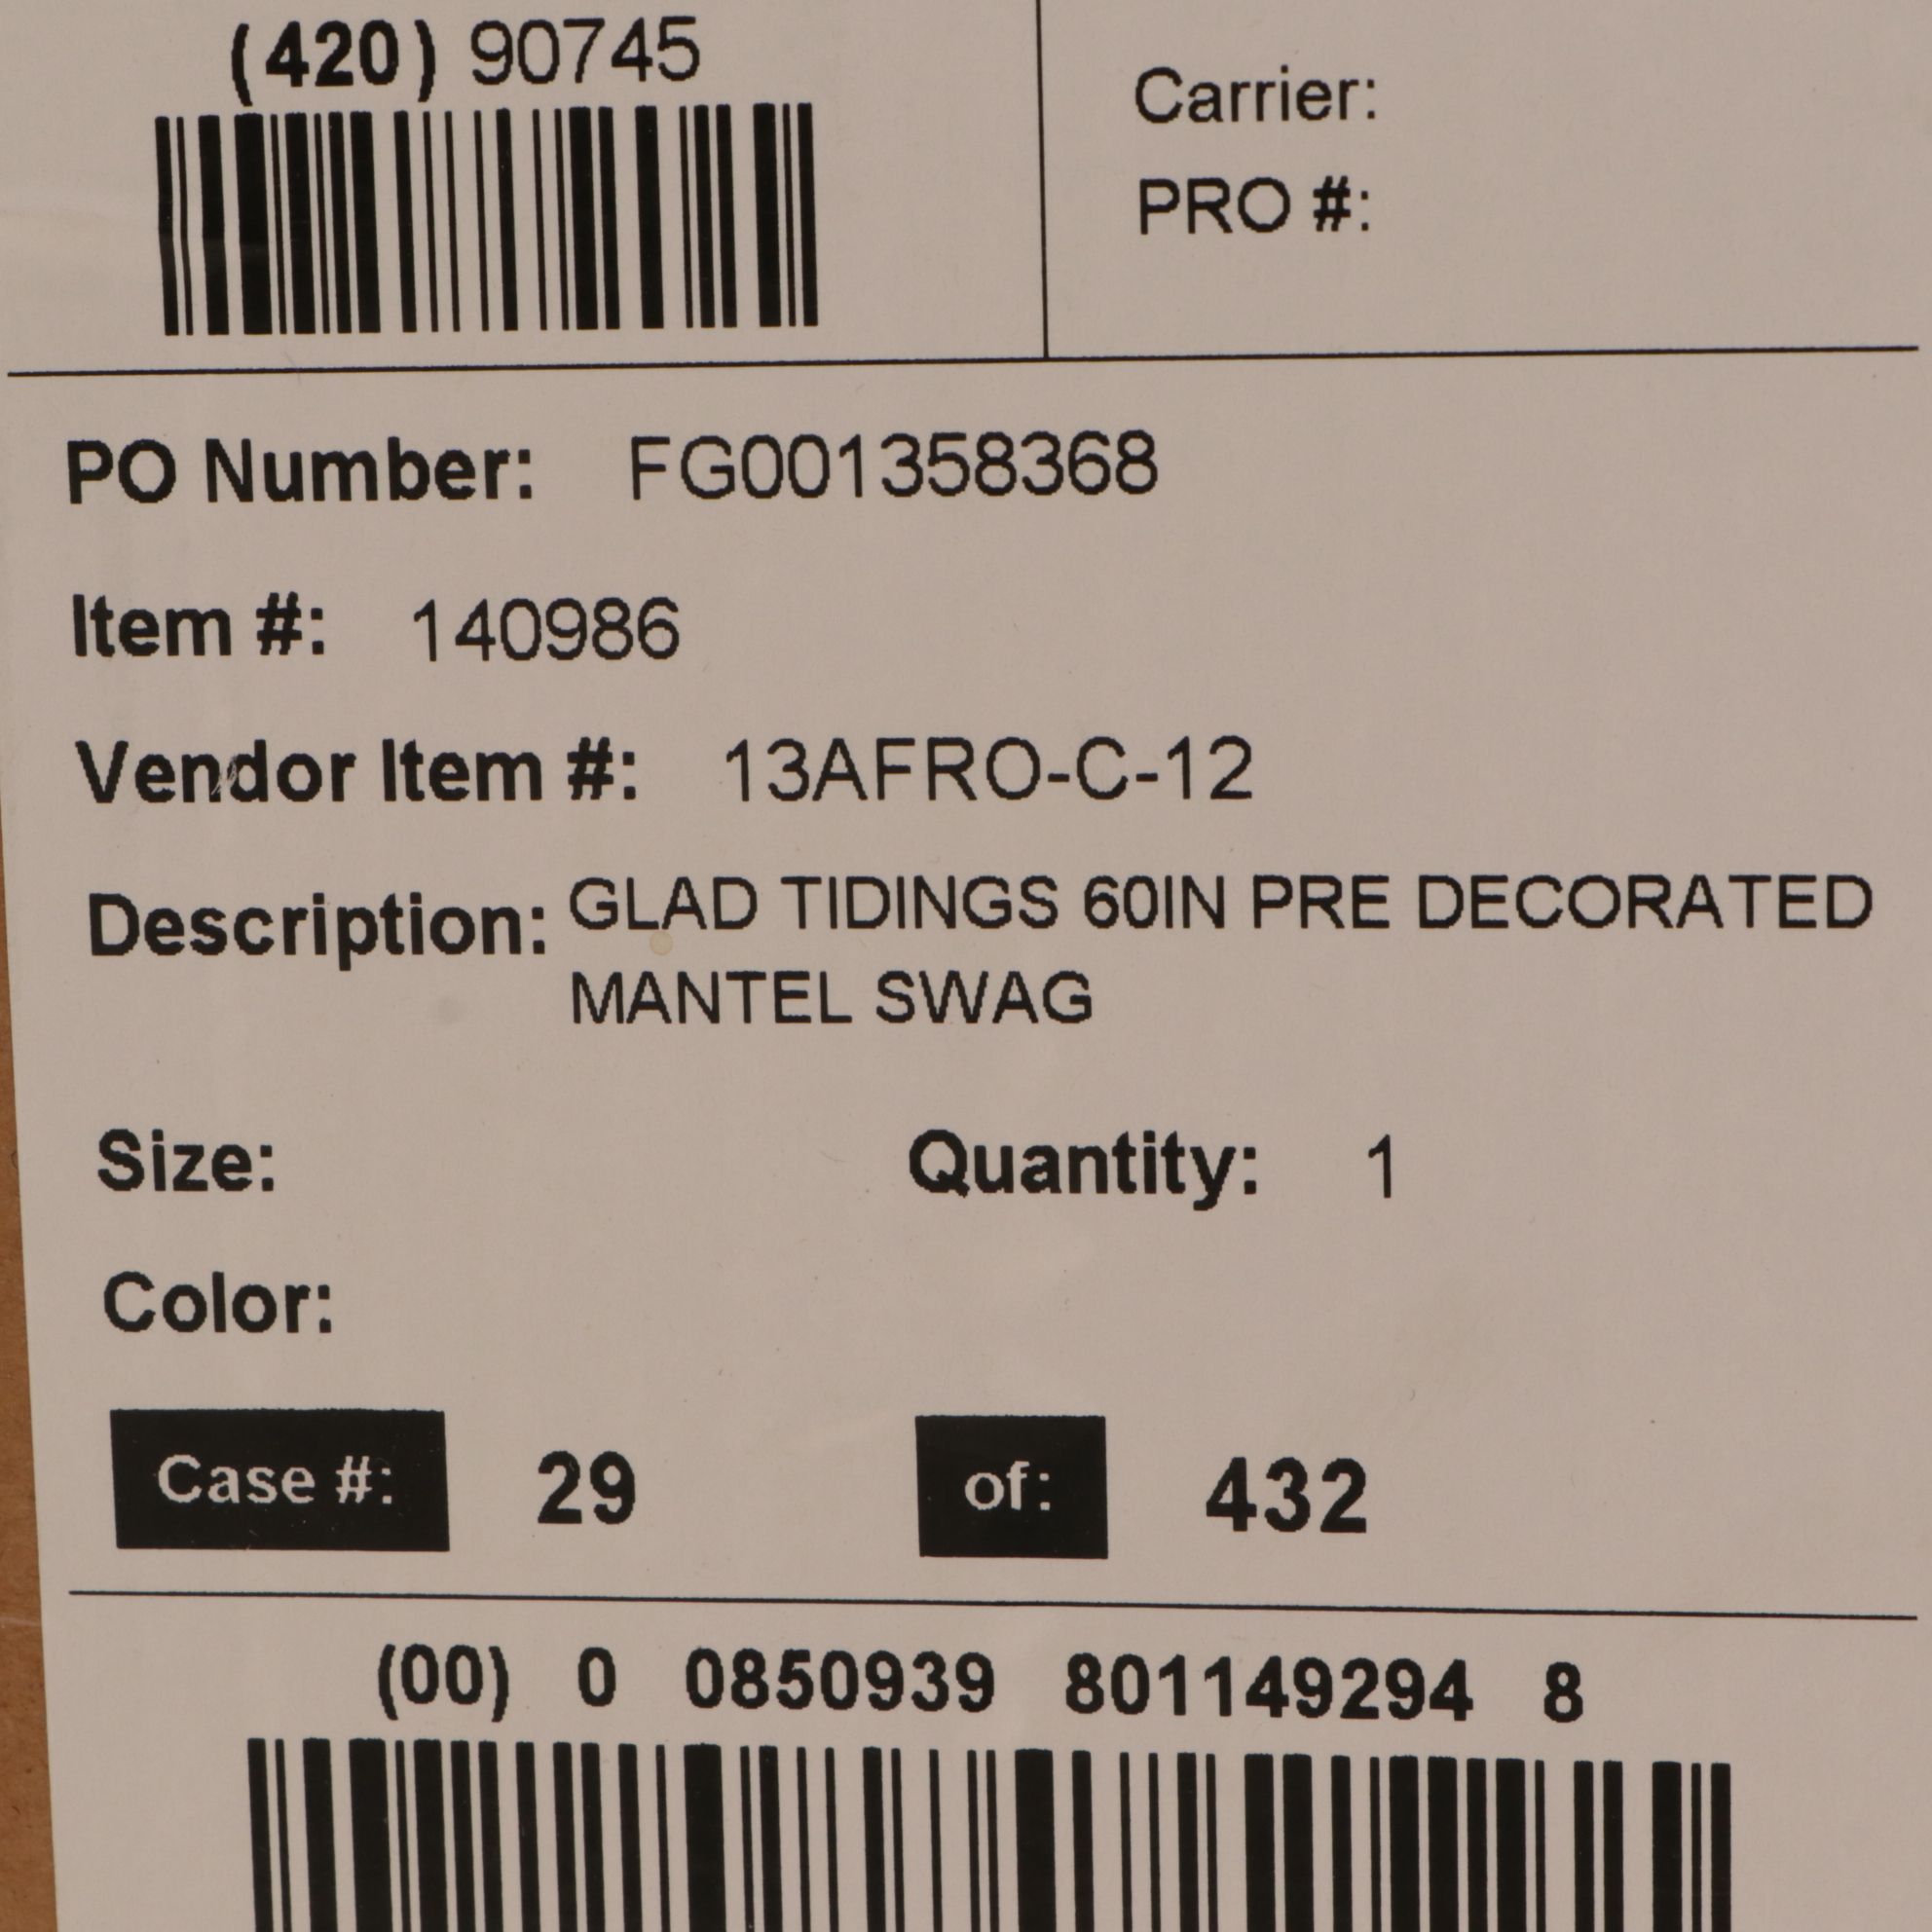 (420) 90745
Carrier:
PRO #:
PO Number: FG001358368
Item #: 140986
Vendor Item #: 13AFRO-C-12
Description: GLAD TIDINGS 60IN PRE DECORATED
MANTEL SWAG
Size:
Quantity: 1
Color:
Case #: 29 of: 432
(00) 0 0850939 801149294 8